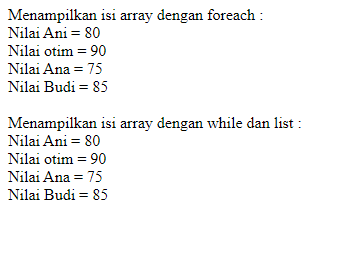 Menampilkan isi array dengan foreach :
Nilai Ani = 80
Nilai otim = 90
Nilai Ana = 75
Nilai Budi = 85
Menampilkan isi array dengan while dan list :
Nilai Ani = 80
Nilai otim = 90
Nilai Ana = 75
Nilai Budi = 85